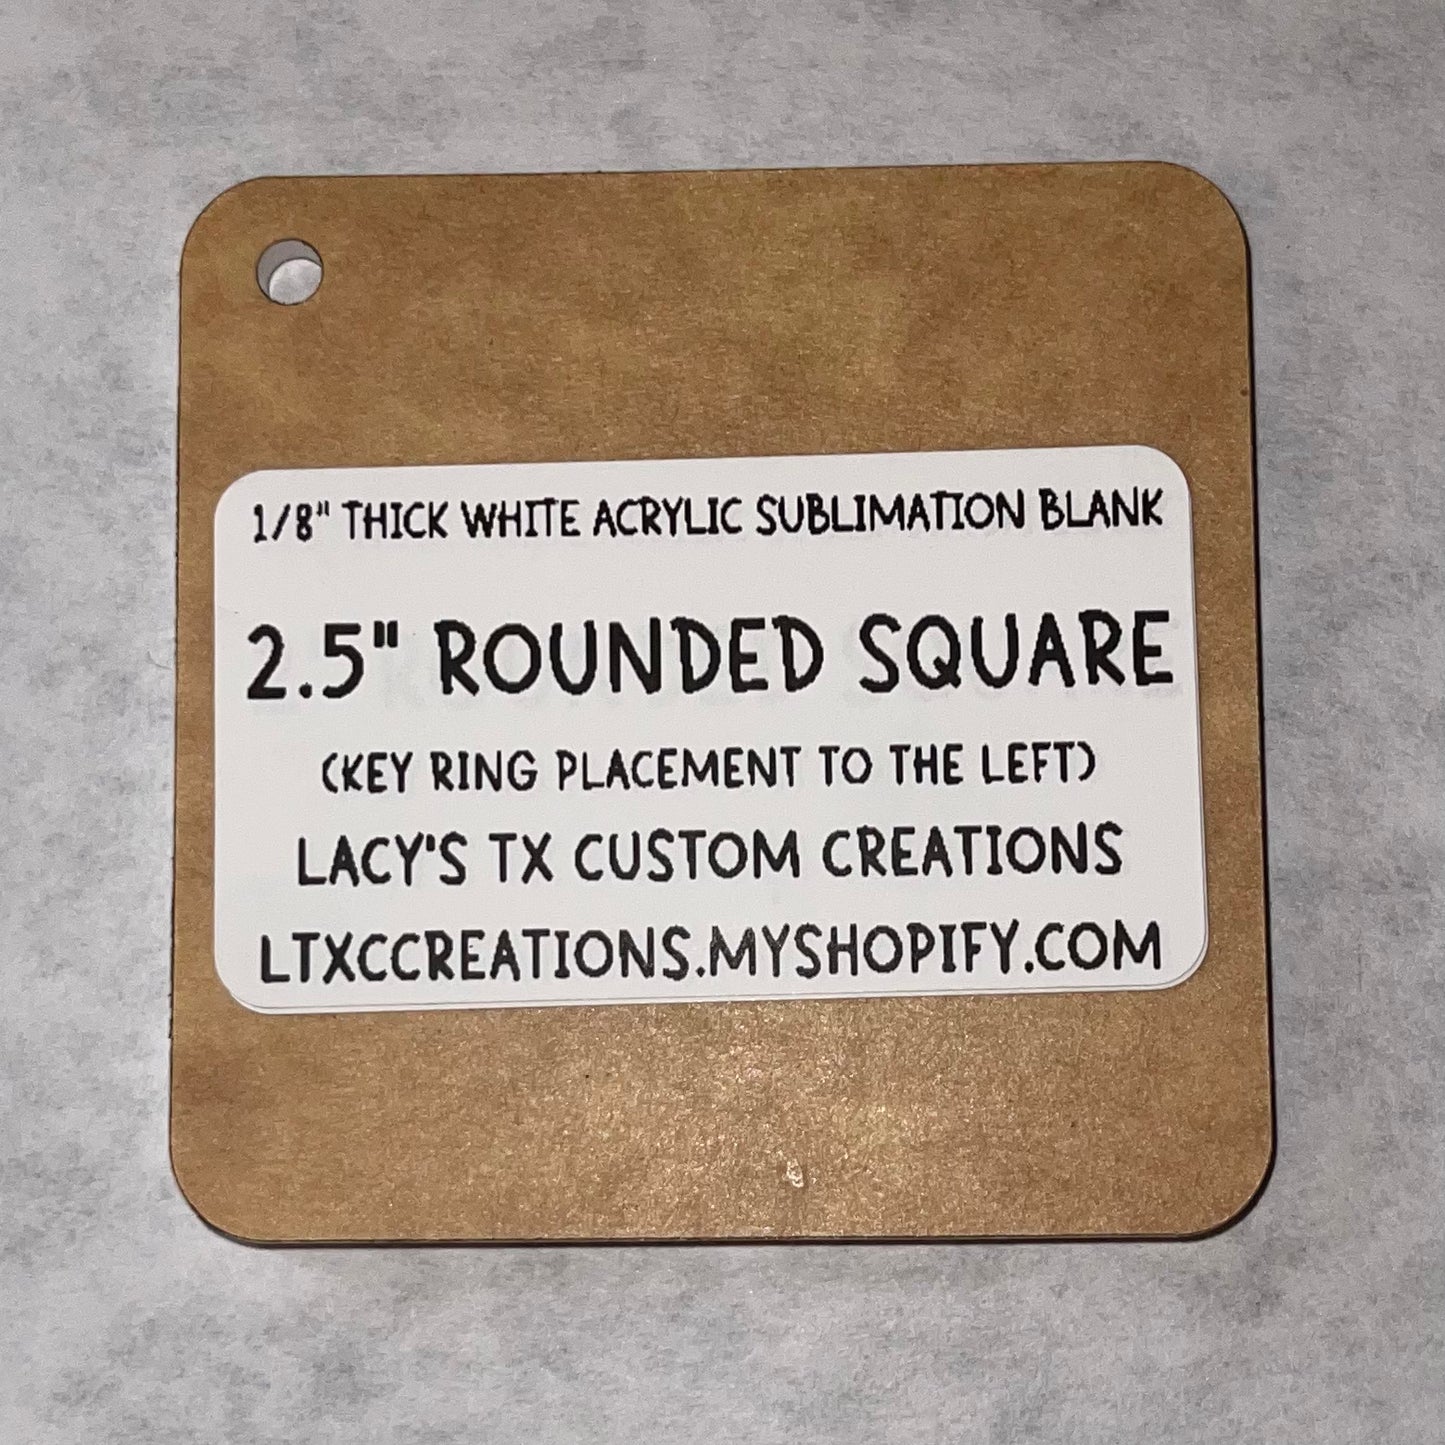 1/8" THICK WHITE ACRYLIC SUBLIMATION BLANK
2.5" ROUNDED SQUARE
(KEY RING PLACEMENT TO THE LEFT)
LACY'S TX CUSTOM CREATIONS
LTXCCREATIONS.MYSHOPIFY.COM